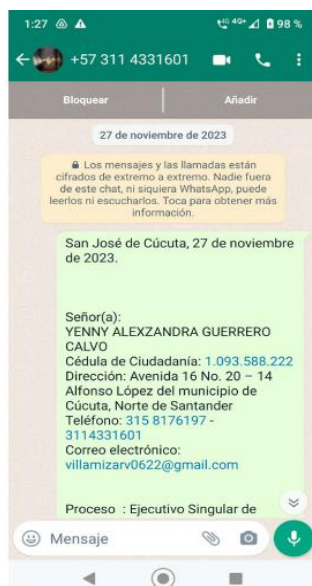 1:27 4G+ 98 %
+57 311 4331601
Bloquear Añadir
27 de noviembre de 2023
Los mensajes y las llamadas están
cifrados de extremo a extremo. Nadie fuera
de este chat, ni siquiera WhatsApp, puede
leerlos ni escucharlos. Toca para obtener más
información.
San José de Cúcuta, 27 de noviembre
de 2023.
Señor(a):
YENNY ALEXZANDRA GUERRERO
CALVO
Cédula de Ciudadanía: 1.093.588.222
Dirección: Avenida 16 No. 20 – 14
Alfonso López del municipio de
Cúcuta, Norte de Santander
Teléfono: 315 8176197 -
3114331601
Correo electrónico:
villamizarv0622@gmail.com
Proceso : Ejecutivo Singular de
Mensaje